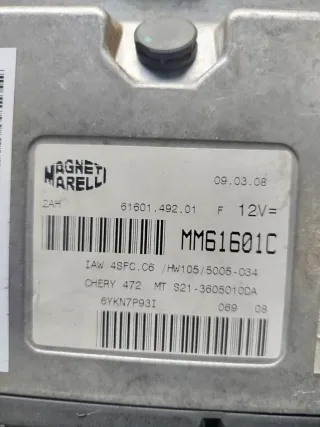 MAGNETI
MARELLI
09.03.08
ZAH 61601.492.01 F 12V=
MM61601C
IAW 4SFC.C6 /HW105/5005-034
CHERY 472 MT S21-3605010DA
6YKN7P93I 069 08